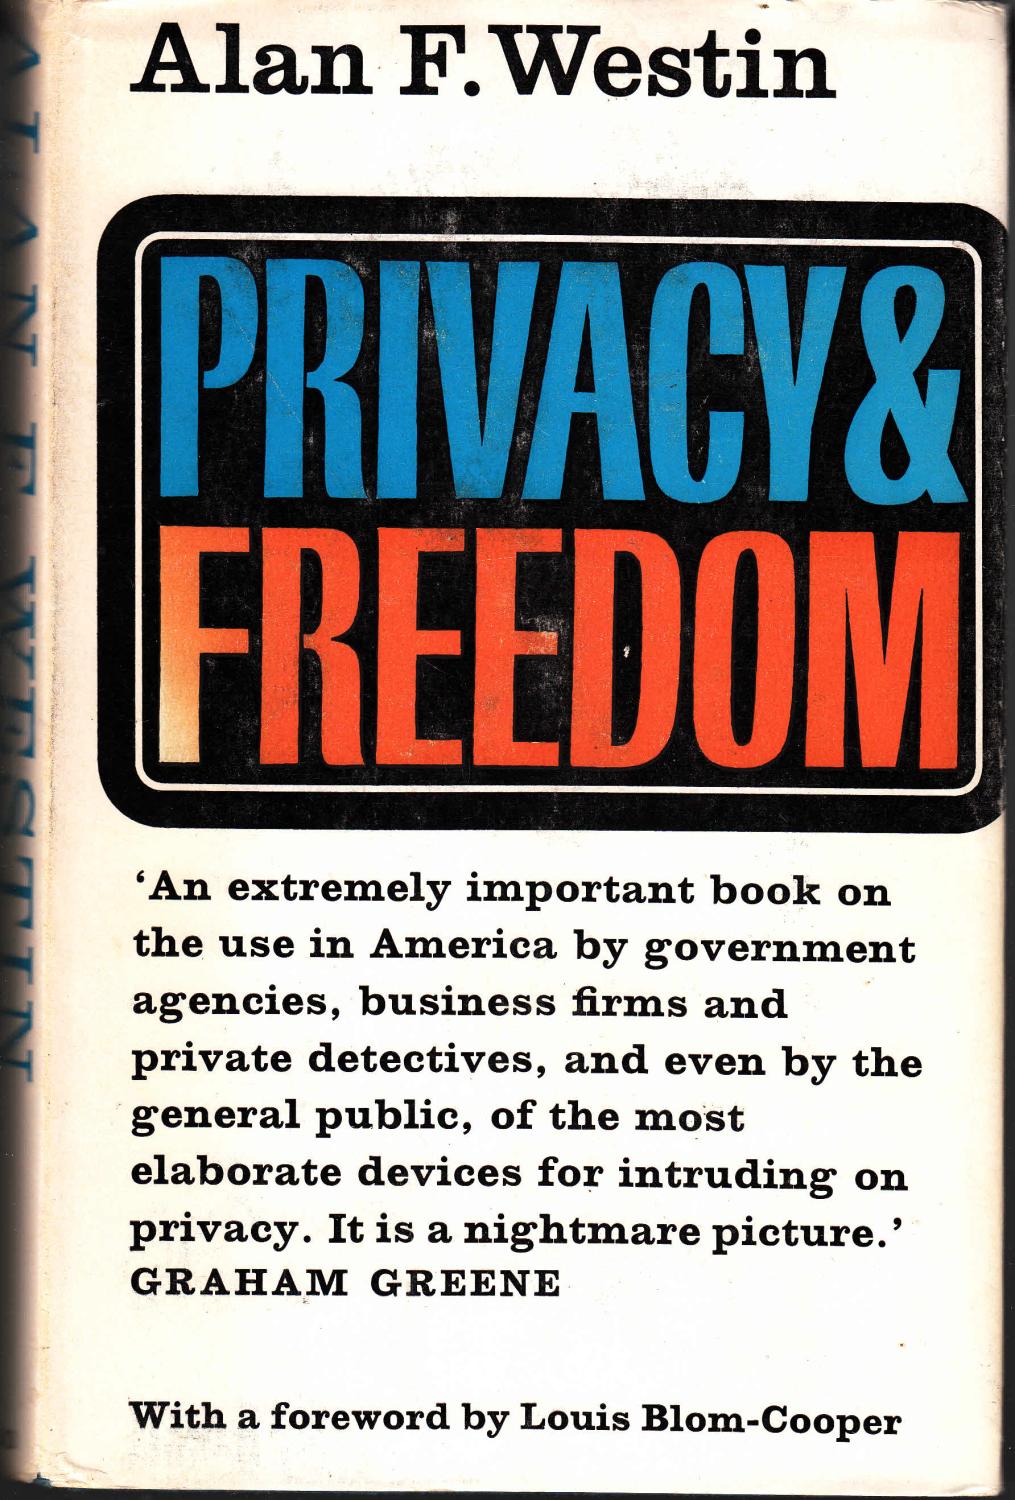 Alan F. Westin
PRIVACY &
FREEDOM
‘An extremely important book on
the use in America by government
agencies, business firms and
private detectives, and even by the
general public, of the most
elaborate devices for intruding on
privacy. It is a nightmare picture.’
GRAHAM GREENE
With a foreword by Louis Blom-Cooper
ALAN F. WESTIN